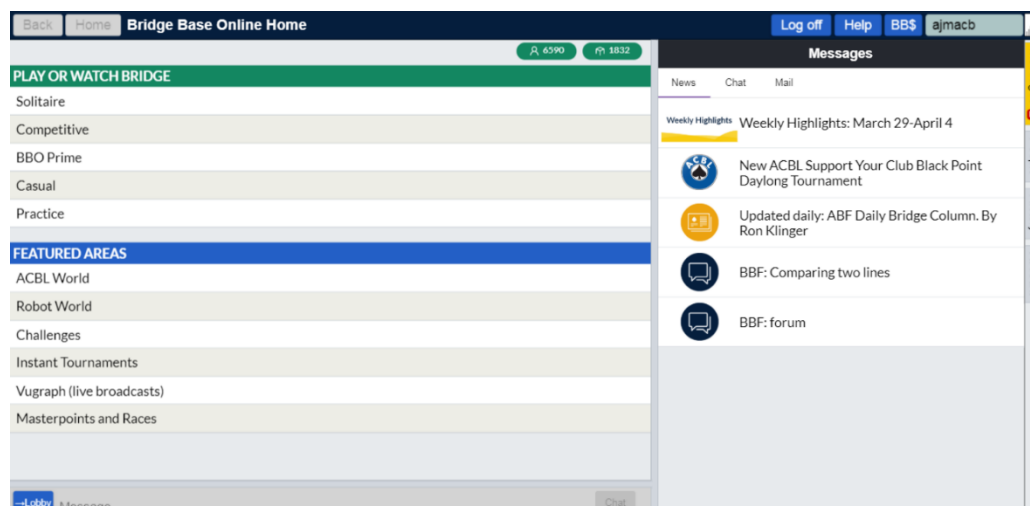 Back Home Bridge Base Online Home Log off Help BB$ ajmacb
6590 1832
PLAY OR WATCH BRIDGE
Solitaire
Competitive
BBO Prime
Casual
Practice
FEATURED AREAS
ACBL World
Robot World
Challenges
Instant Tournaments
Vugraph (live broadcasts)
Masterpoints and Races
→Lobby Message Chat
Messages
News Chat Mail
Weekly Highlights Weekly Highlights: March 29-April 4
ACBL New ACBL Support Your Club Black Point
Daylong Tournament
Updated daily: ABF Daily Bridge Column. By
Ron Klinger
BBF: Comparing two lines
BBF: forum